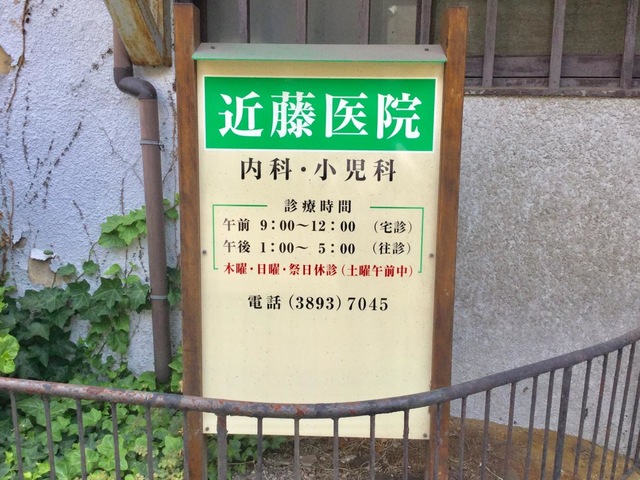 近藤医院
内科・小児科
診療時間
午前 9：00〜12：00 （宅診）
午後 1：00〜 5：00 （往診）
木曜・日曜・祭日休診（土曜午前中）
電話（3893）7045